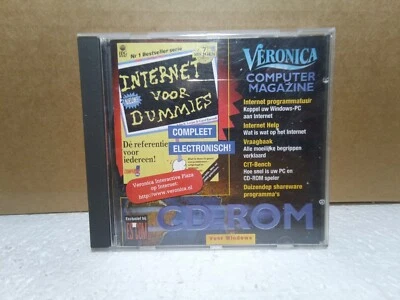 Nr 1 Bestseller-serie
INTERNET
VOOR
DUMMIES
COMPLEET
ELECTRONISCH!
Dé referentie
voor
iedereen!
Veronica Interactive Plaza
op Internet:
http://www.veronica.nl
VERONICA
COMPUTER
MAGAZINE
Internet programmatuur
Koppel uw Windows-PC
aan Internet
Internet Help
Wat is wat op het Internet
Vraagbank
Alle moeilijke begrippen
verklaard
C!T-Bench
Hoe snel is uw PC en
CD-ROM speler
Duizenden shareware
programma's
CD-ROM
Voor Windows